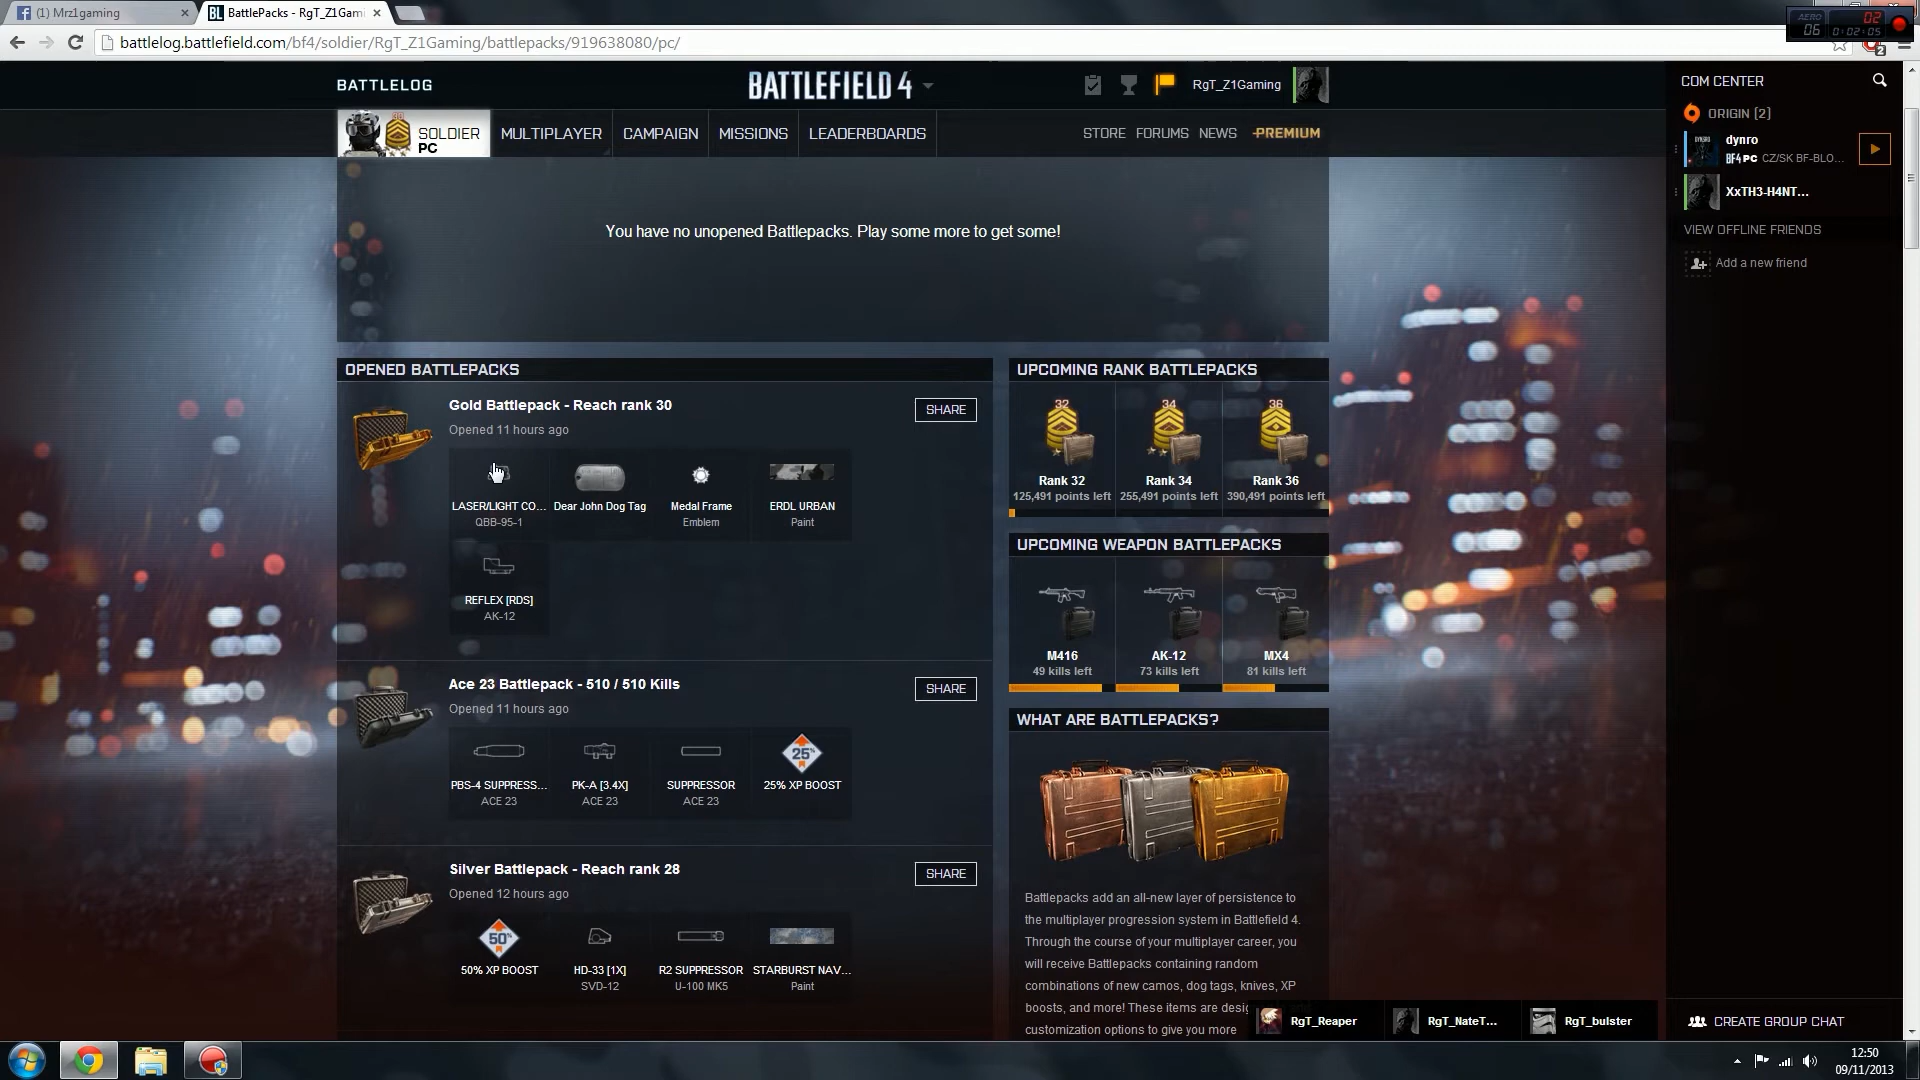 (1) Mrz1gaming
BL BattlePacks - RgT_Z1Gami
battlelog.battlefield.com/bf4/soldier/RgT_Z1Gaming/battlepacks/919638080/pc/
AERO 06 02 0:02:05
2
BATTLELOG
BATTLEFIELD 4
RgT_Z1Gaming
SOLDIER
PC
MULTIPLAYER CAMPAIGN MISSIONS LEADERBOARDS
STORE FORUMS NEWS PREMIUM
You have no unopened Battlepacks. Play some more to get some!
OPENED BATTLEPACKS
Gold Battlepack - Reach rank 30
SHARE
Opened 11 hours ago
LASER/LIGHT CO... Dear John Dog Tag Medal Frame ERDL URBAN
QBB-95-1 Emblem Paint
REFLEX [RDS]
AK-12
Ace 23 Battlepack - 510 / 510 Kills
SHARE
Opened 11 hours ago
25%
PBS-4 SUPPRESS... PK-A [3.4X] SUPPRESSOR 25% XP BOOST
ACE 23 ACE 23 ACE 23
Silver Battlepack - Reach rank 28
SHARE
Opened 12 hours ago
50%
50% XP BOOST HD-33 [1X] R2 SUPPRESSOR STARBURST NAV...
SVD-12 U-100 MK5 Paint
UPCOMING RANK BATTLEPACKS
32 34 36
Rank 32 Rank 34 Rank 36
125,491 points left 255,491 points left 390,491 points left
UPCOMING WEAPON BATTLEPACKS
M416 AK-12 MX4
49 kills left 73 kills left 81 kills left
WHAT ARE BATTLEPACKS?
Battlepacks add an all-new layer of persistence to
the multiplayer progression system in Battlefield 4.
Through the course of your multiplayer career, you
will receive Battlepacks containing random
combinations of new camos, dog tags, knives, XP
boosts, and more! These items are desig
customization options to give you more
COM CENTER
ORIGIN [2]
dynro
BF4 PC CZ/SK BF-BLO...
XxTH3-H4NT...
VIEW OFFLINE FRIENDS
Add a new friend
RgT_Reaper RgT_NateT... RgT_bulster
CREATE GROUP CHAT
12:50
09/11/2013